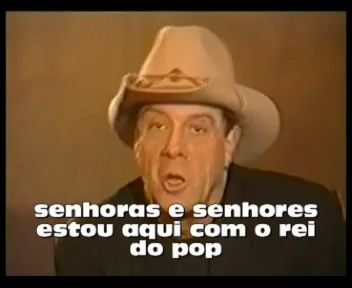 senhoras e senhores
estou aqui com o rei
do pop